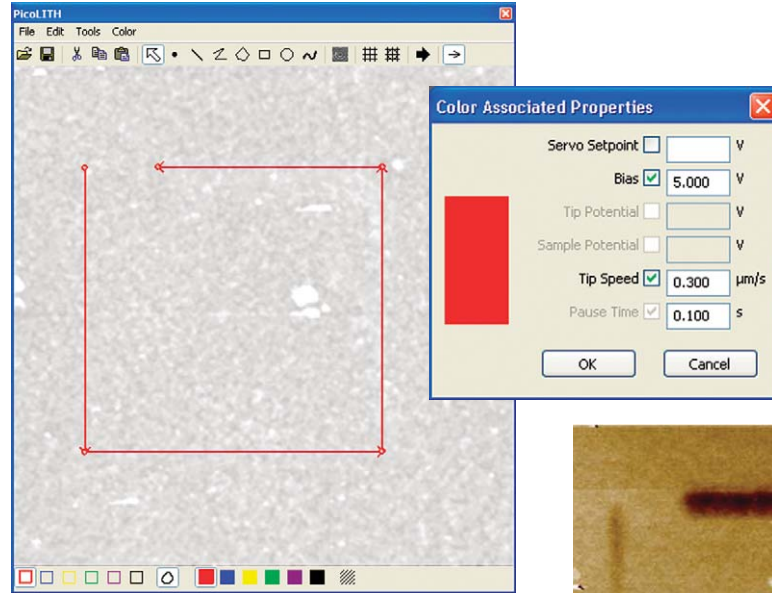 PicoLITH
File Edit Tools Color
Color Associated Properties
Servo Setpoint V
Bias 5.000 V
Tip Potential V
Sample Potential V
Tip Speed 0.300 μm/s
Pause Time 0.100 s
OK Cancel